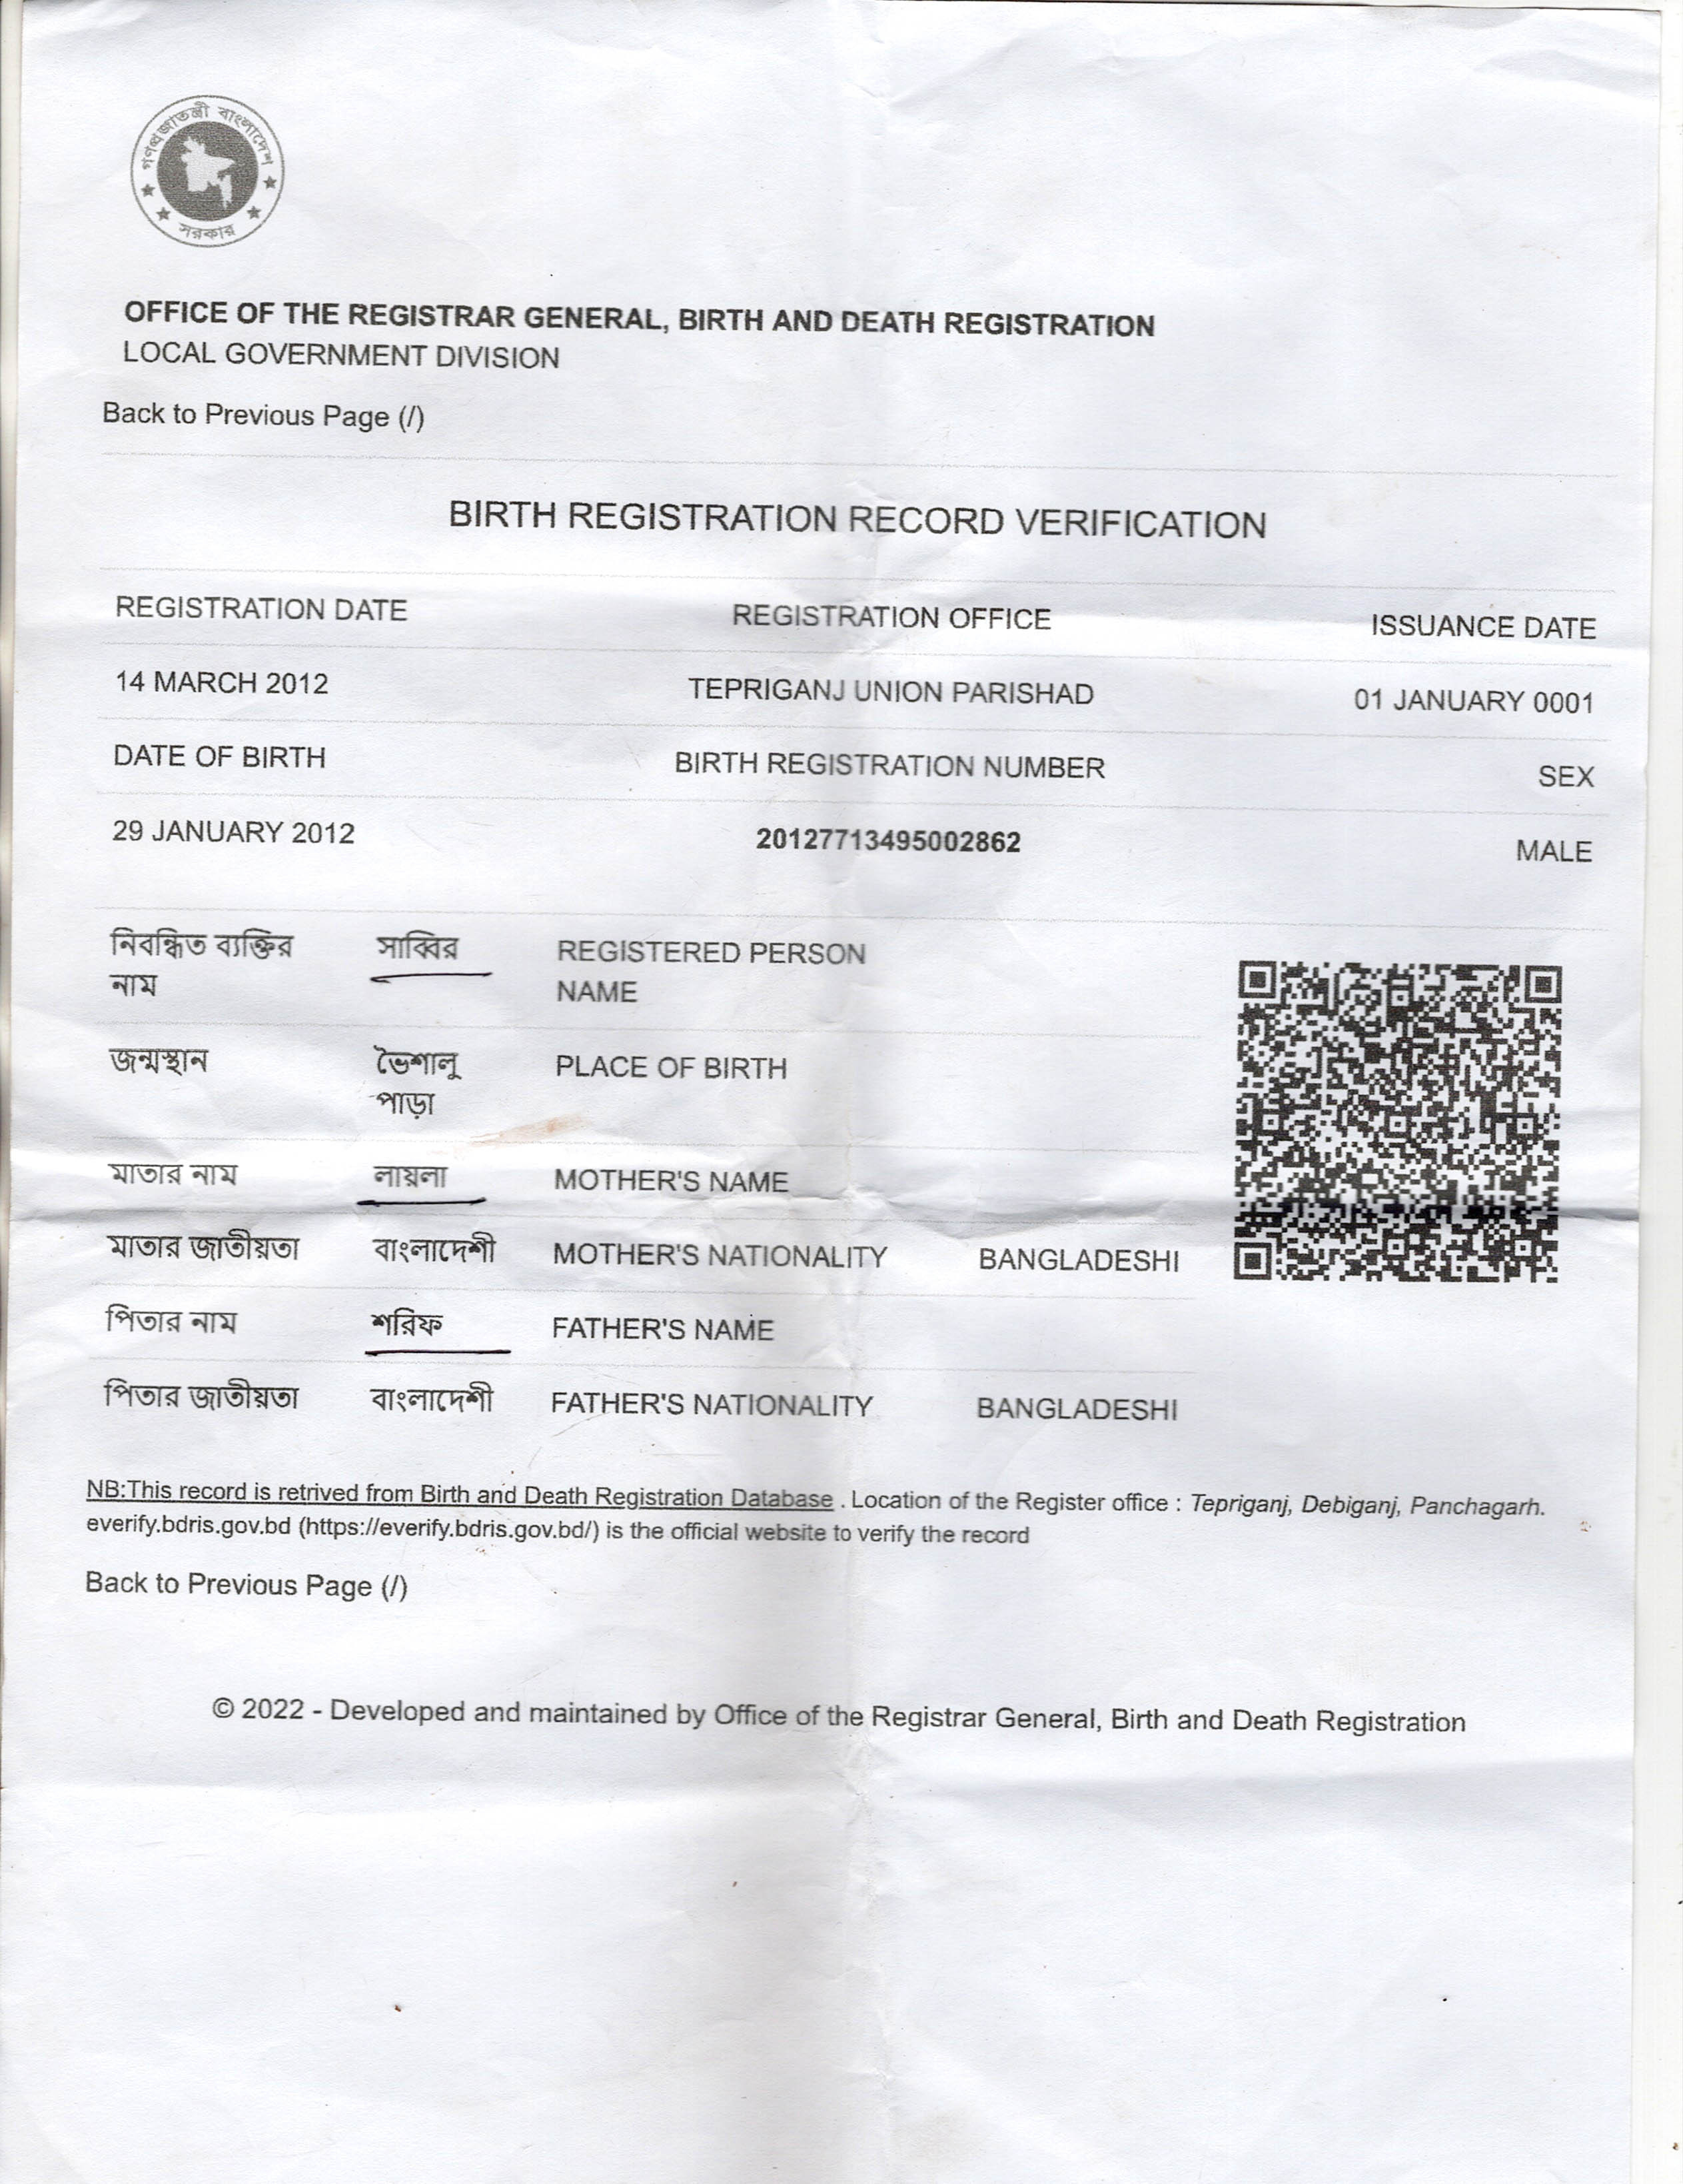 গণপ্রজাতন্ত্রী বাংলাদেশ
সরকার
OFFICE OF THE REGISTRAR GENERAL, BIRTH AND DEATH REGISTRATION
LOCAL GOVERNMENT DIVISION
Back to Previous Page (/)
BIRTH REGISTRATION RECORD VERIFICATION
REGISTRATION DATE REGISTRATION OFFICE ISSUANCE DATE
14 MARCH 2012 TEPRIGANJ UNION PARISHAD 01 JANUARY 0001
DATE OF BIRTH BIRTH REGISTRATION NUMBER SEX
29 JANUARY 2012 20127713495002862 MALE
নিবন্ধিত ব্যক্তির সাব্বির REGISTERED PERSON
নাম NAME
জন্মস্থান ভৈশালু PLACE OF BIRTH
পাড়া
মাতার নাম লায়লা MOTHER'S NAME
মাতার জাতীয়তা বাংলাদেশী MOTHER'S NATIONALITY BANGLADESHI
পিতার নাম শরিফ FATHER'S NAME
পিতার জাতীয়তা বাংলাদেশী FATHER'S NATIONALITY BANGLADESHI
NB:This record is retrived from Birth and Death Registration Database . Location of the Register office : Tepriganj, Debiganj, Panchagarh.
everify.bdris.gov.bd (https://everify.bdris.gov.bd/) is the official website to verify the record
Back to Previous Page (/)
© 2022 - Developed and maintained by Office of the Registrar General, Birth and Death Registration